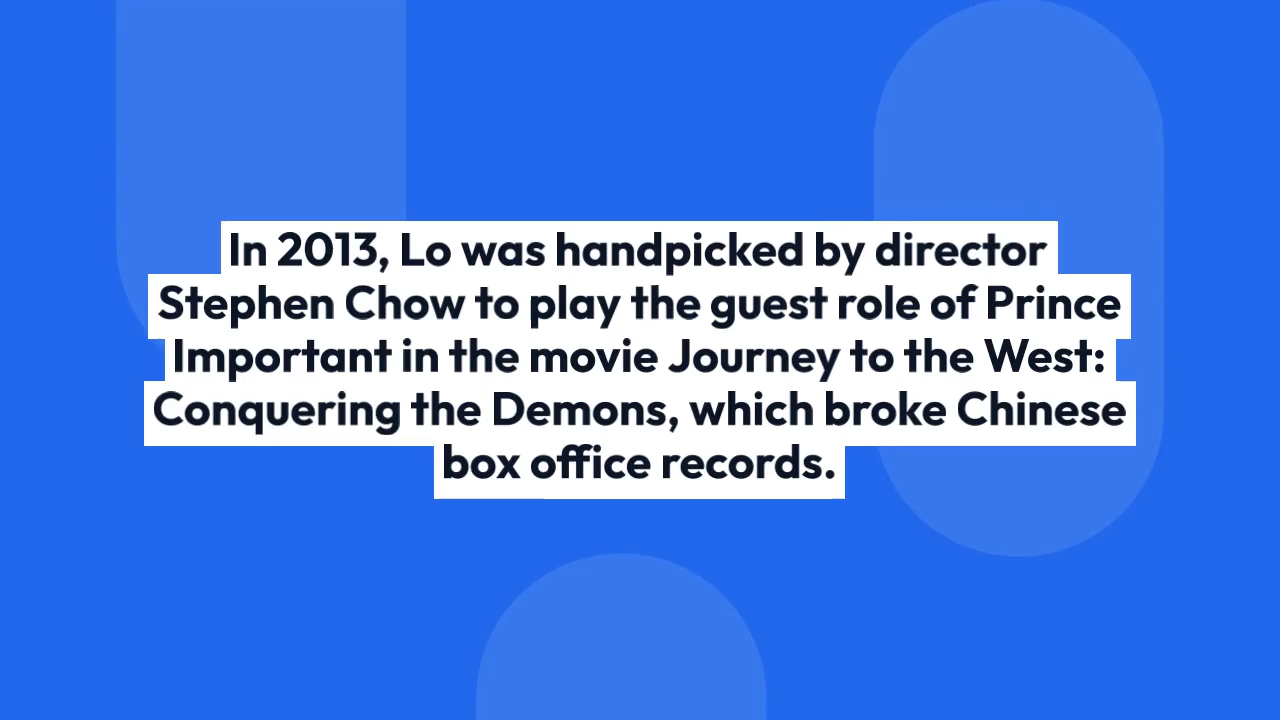 In 2013, Lo was handpicked by director
Stephen Chow to play the guest role of Prince
Important in the movie Journey to the West:
Conquering the Demons, which broke Chinese
box office records.